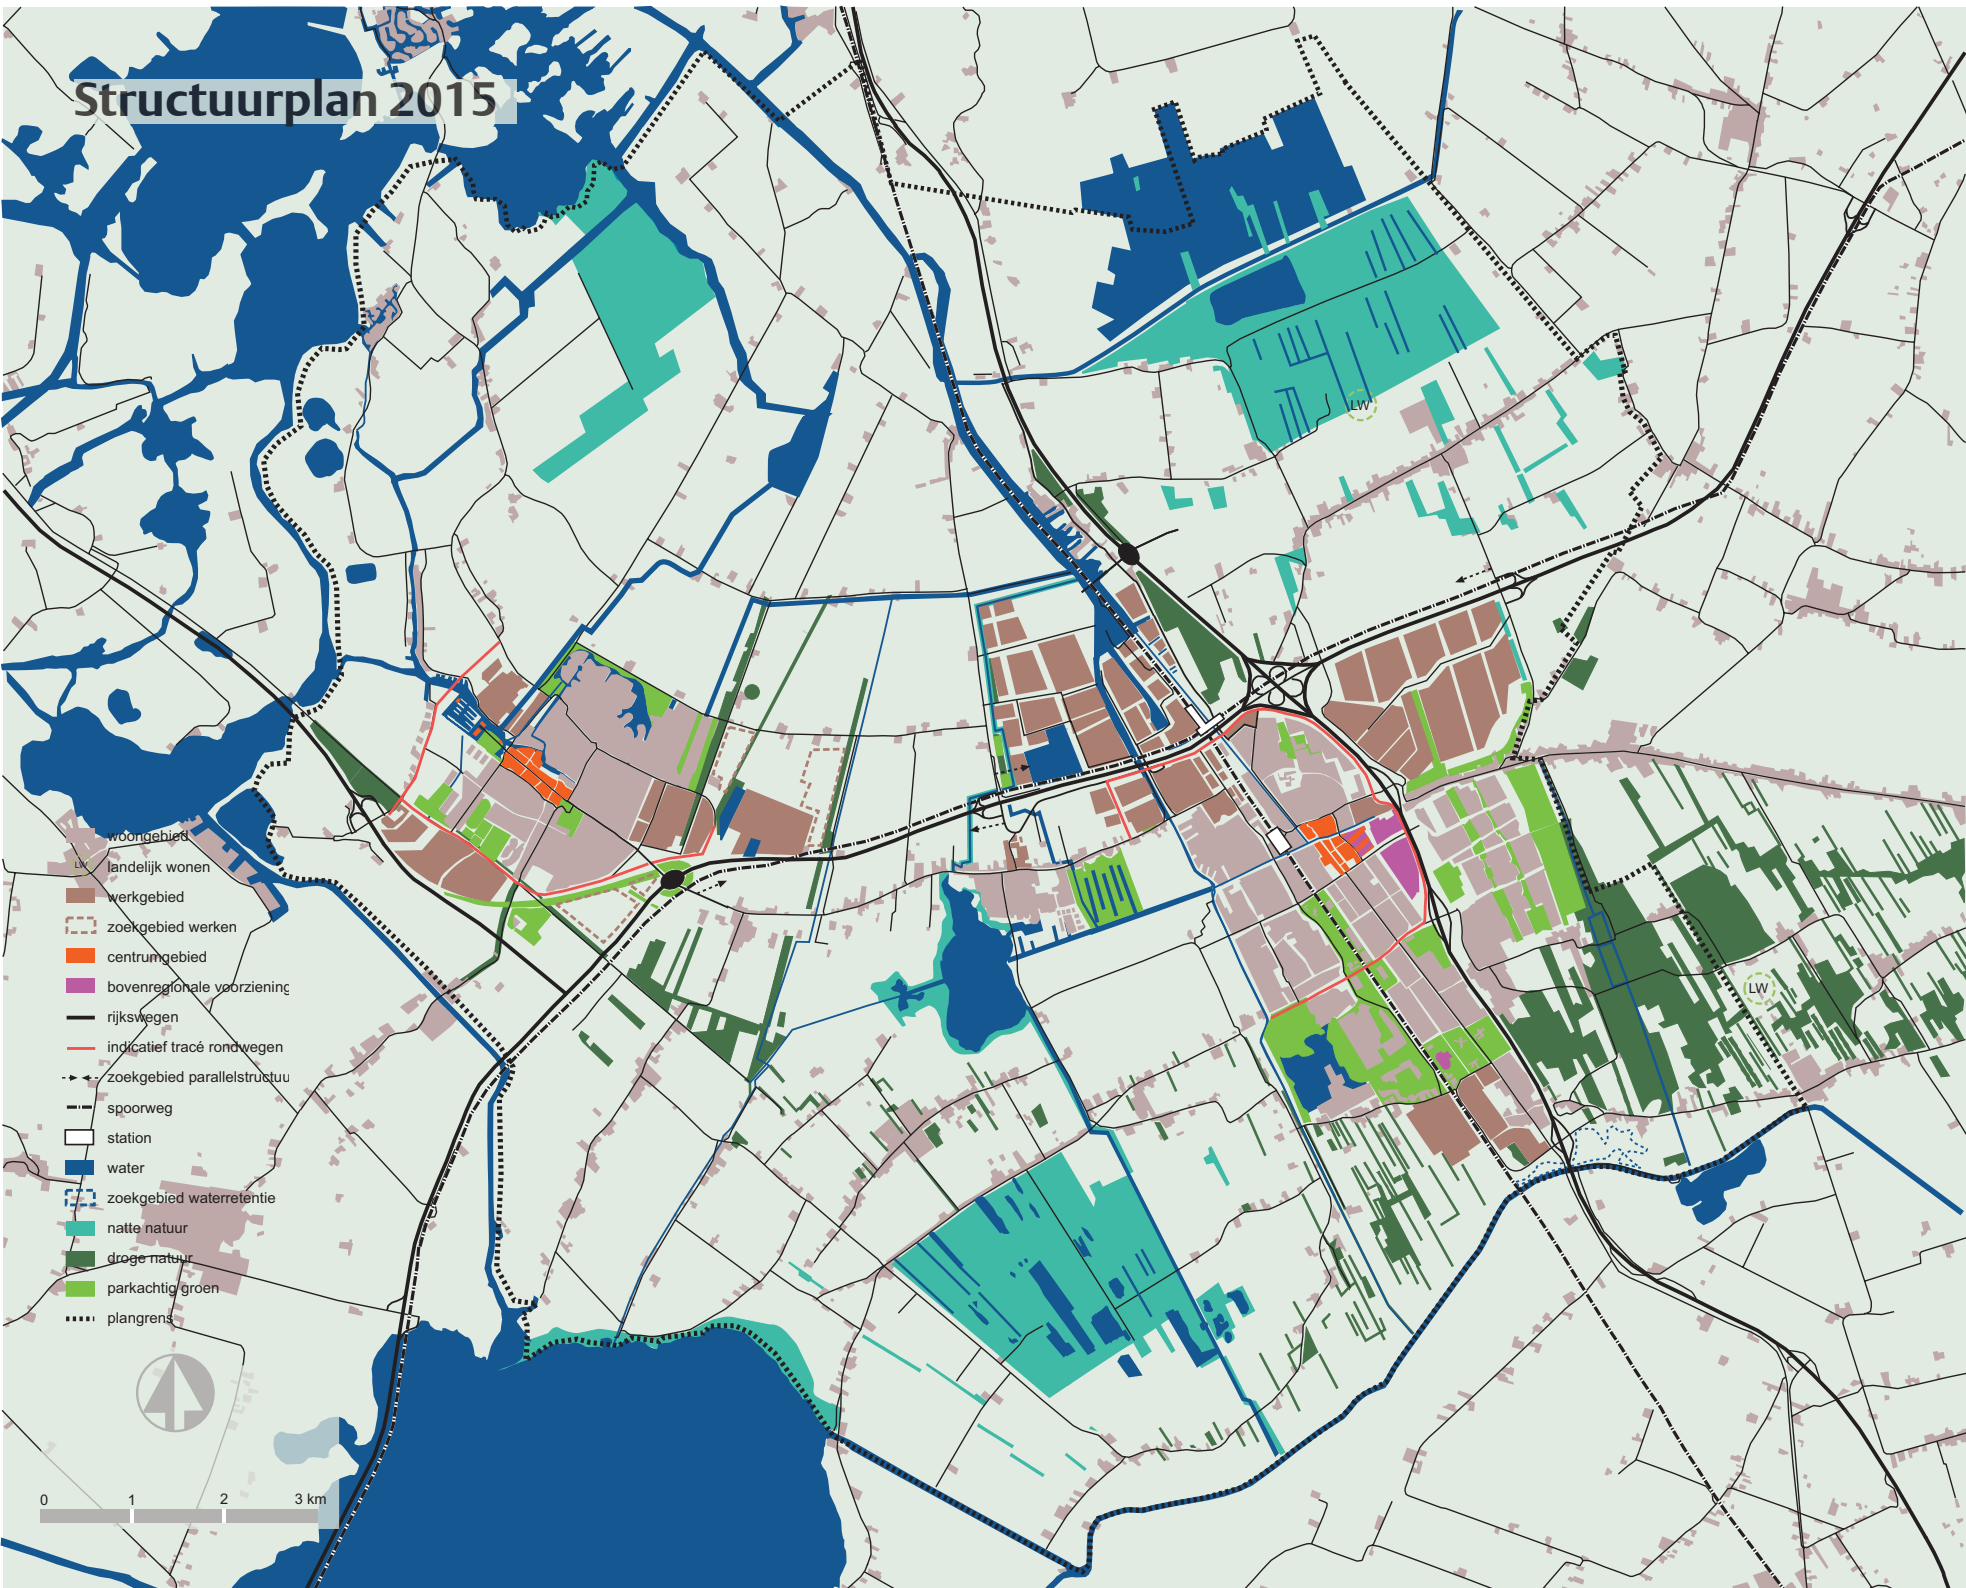 Structuurplan 2015
LW
LW
woongebied
LW
landelijk wonen
werkgebied
zoekgebied werken
centrumgebied
bovenregionale voorziening
rijkswegen
indicatief tracé rondwegen
zoekgebied parallelstructuu
spoorweg
station
water
zoekgebied waterretentie
natte natuur
droge natuur
parkachtig groen
plangrens
0 1 2 3 km